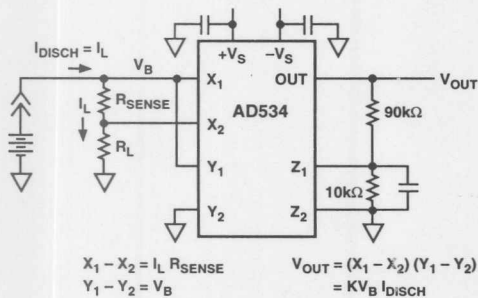 +V_S
−V_S
I_DISCH = I_L
V_B
X_1
OUT
V_OUT
R_SENSE
AD534
90kΩ
I_L
X_2
R_L
Y_1
Z_1
10kΩ
Y_2
Z_2
X_1 − X_2 = I_L R_SENSE
Y_1 − Y_2 = V_B
V_OUT = (X_1 − X_2) (Y_1 − Y_2)
= KV_B I_DISCH